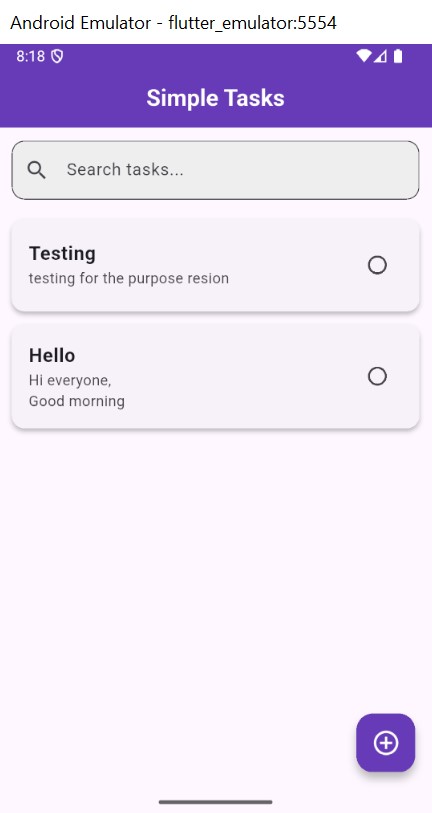 Android Emulator - flutter_emulator:5554
8:18
Simple Tasks
Search tasks...
Testing
testing for the purpose resion
Hello
Hi everyone,
Good morning